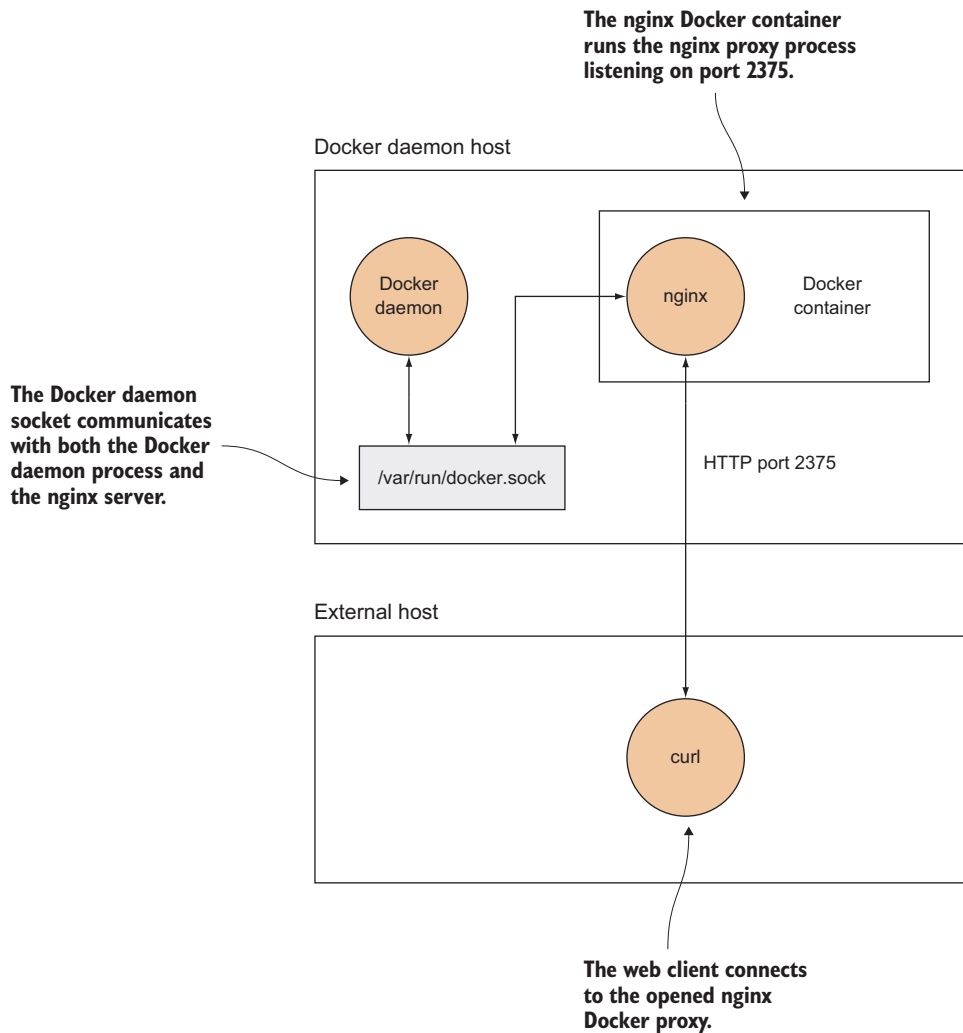 The nginx Docker container
runs the nginx proxy process
listening on port 2375.
Docker daemon host
Docker
daemon
nginx
Docker
container
The Docker daemon
socket communicates
with both the Docker
daemon process and
the nginx server.
/var/run/docker.sock
HTTP port 2375
External host
curl
The web client connects
to the opened nginx
Docker proxy.